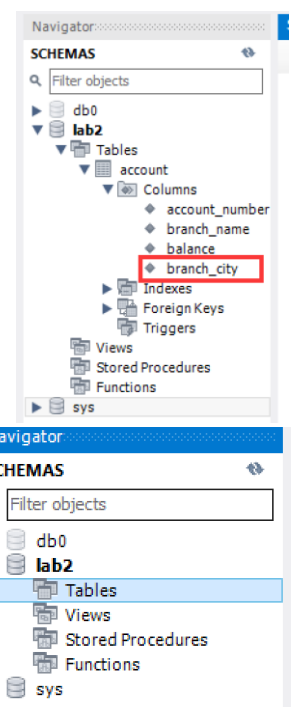 Navigator
SCHEMAS
Filter objects
db0
lab2
Tables
account
Columns
account_number
branch_name
balance
branch_city
Indexes
Foreign Keys
Triggers
Views
Stored Procedures
Functions
sys
avigator
CHEMAS
Filter objects
db0
lab2
Tables
Views
Stored Procedures
Functions
sys